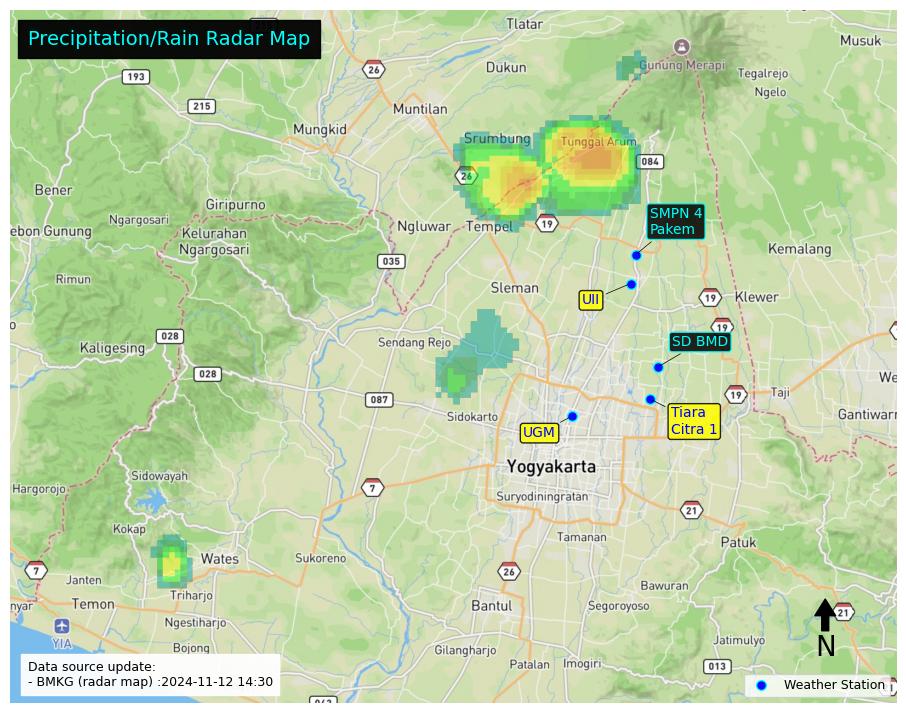 Precipitation/Rain Radar Map
Tlatar
Musuk
26
Dukun
Gunung Merapi
Tegalrejo
193
Ngelo
215
Muntilan
Mungkid
Srumbung
Tunggal Arum
084
26
Bener
Giripurno
SMPN 4
Pakem
Ngargosari
ebon Gunung
Kelurahan
Ngargosari
Ngluwar
Tempel
19
Kemalang
035
Rimun
Sleman
UII
19
Klewer
19
028
Kaligesing
Sendang Rejo
SD BMD
028
We
087
19
Taji
Sidokarto
Tiara
Citra 1
Gantiwarr
UGM
Yogyakarta
Sidowayah
7
Hargorojo
Suryodiningratan
21
Kokap
Tamanan
Patuk
Wates
Sukoreno
7
26
Janten
Bawuran
Triharjo
nyar
Temon
Bantul
Segoroyoso
21
Ngestiharjo
YIA
Jatimulyo
N
Bojong
Gilangharjo
Patalan
Imogiri
013
Data source update:
- BMKG (radar map) :2024-11-12 14:30
Weather Station